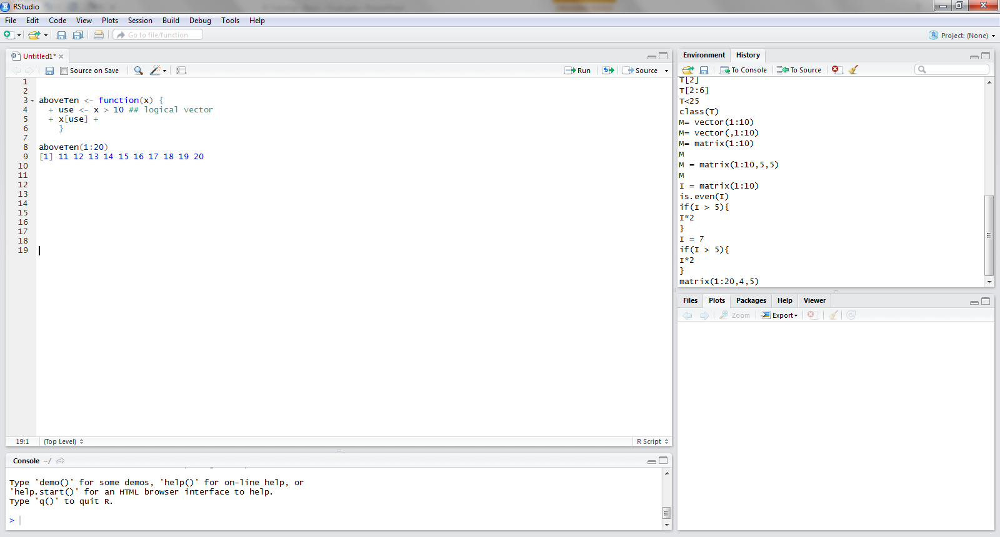 RStudio
File Edit Code View Plots Session Build Debug Tools Help
Go to file/function
Project: (None)
Untitled1*
Source on Save
Run
Source
1
2
3 aboveTen <- function(x) {
4 + use <- x > 10 ## logical vector
5 + x[use] +
6 }
7
8 aboveTen(1:20)
9 [1] 11 12 13 14 15 16 17 18 19 20
10
11
12
13
14
15
16
17
18
19
19:1 (Top Level) R Script
Console ~/
Type 'demo()' for some demos, 'help()' for on-line help, or
'help.start()' for an HTML browser interface to help.
Type 'q()' to quit R.
>
Environment History
To Console To Source
T[2]
T[2:6]
T<25
class(T)
M= vector(1:10)
M= vector(,1:10)
M= matrix(1:10)
M
M = matrix(1:10,5,5)
M
I = matrix(1:10)
is.even(I)
if(I > 5){
I*2
}
I = 7
if(I > 5){
I*2
}
matrix(1:20,4,5)
Files Plots Packages Help Viewer
Zoom Export